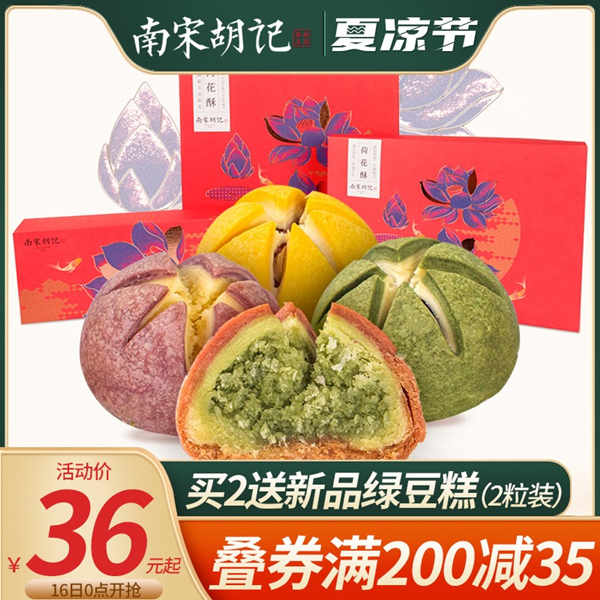 南宋胡记
夏凉节
荷花酥
南宋胡记
荷花酥
南宋胡记
南宋胡记
活动价
¥36元起
16日0点开抢
买2送新品绿豆糕(2粒装)
叠券满200减35